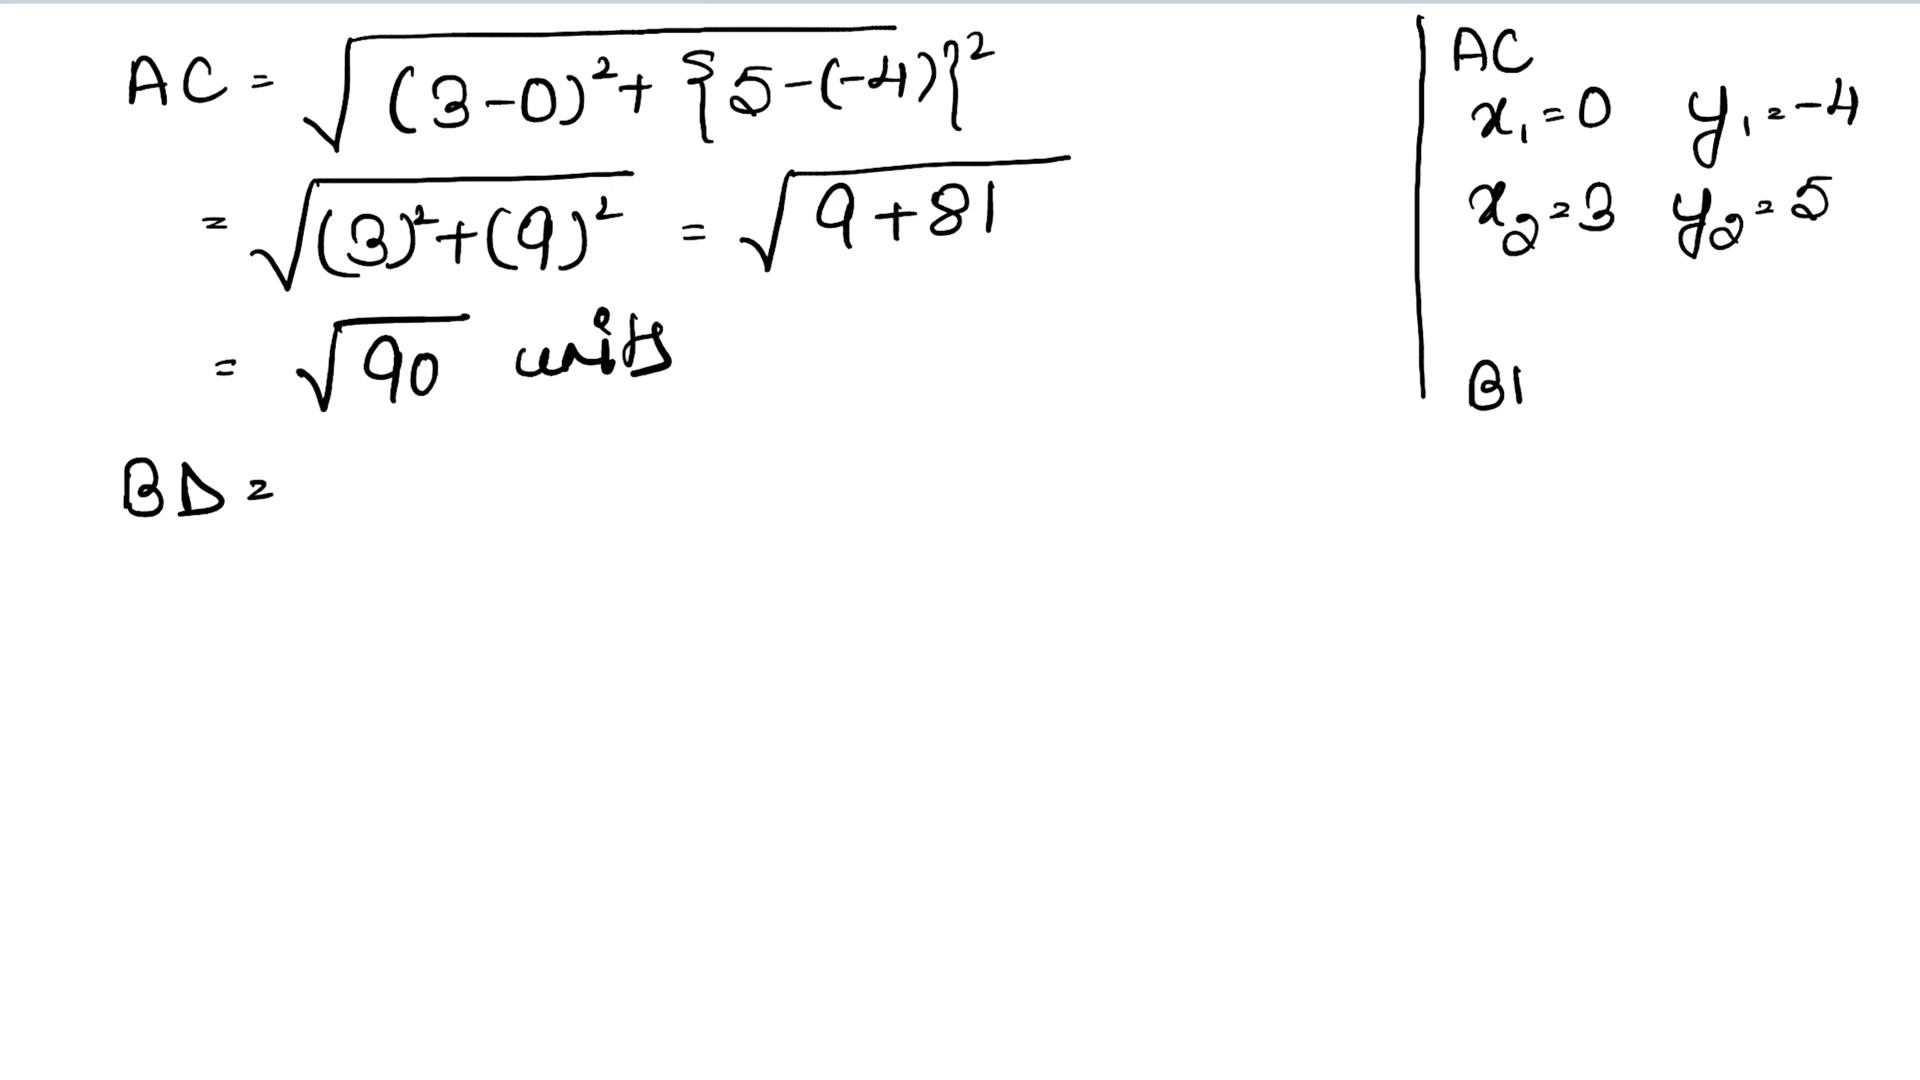 AC = √(3-0)²+ {5-(-4)}²
= √(3)²+(9)² = √9+81
= √90 units
BD =
AC
x₁=0 y₁=-4
x₂=3 y₂=5
BI